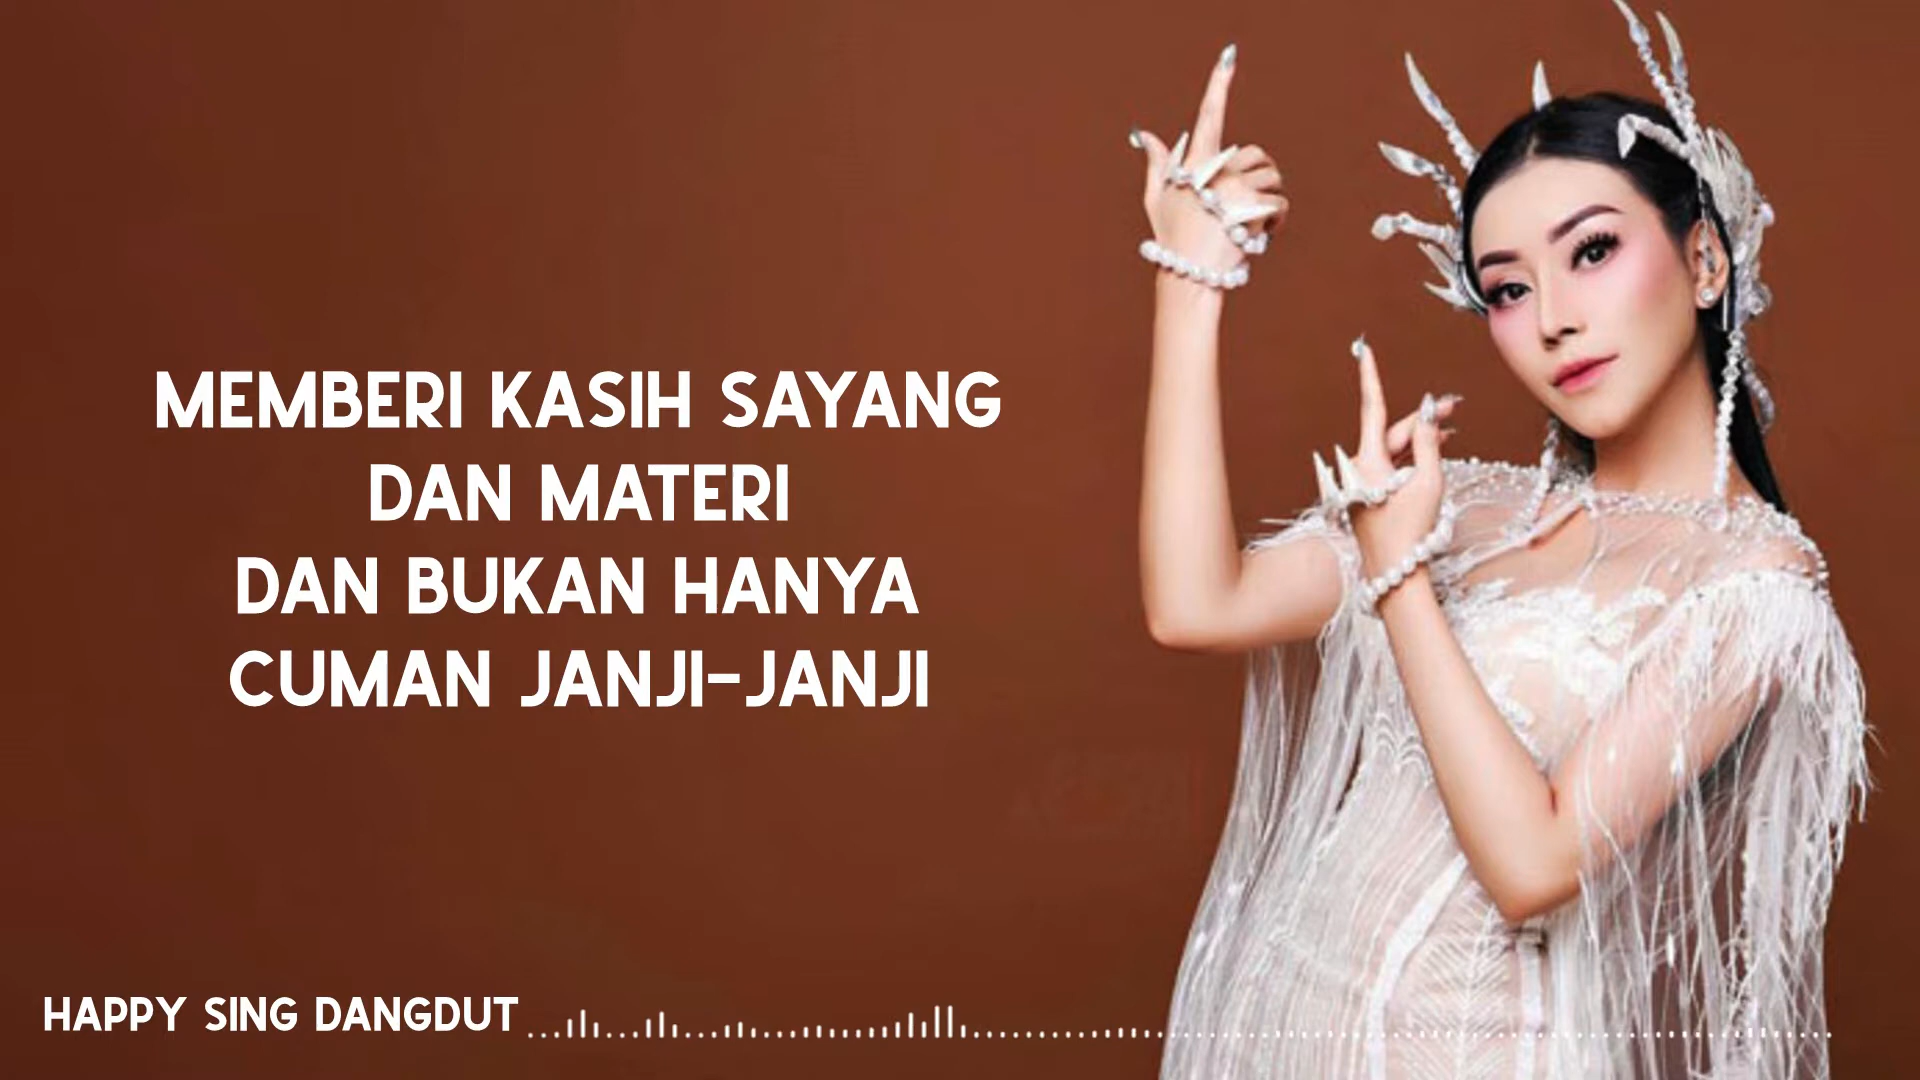 MEMBERI KASIH SAYANG
DAN MATERI
DAN BUKAN HANYA
CUMAN JANJI-JANJI
HAPPY SING DANGDUT